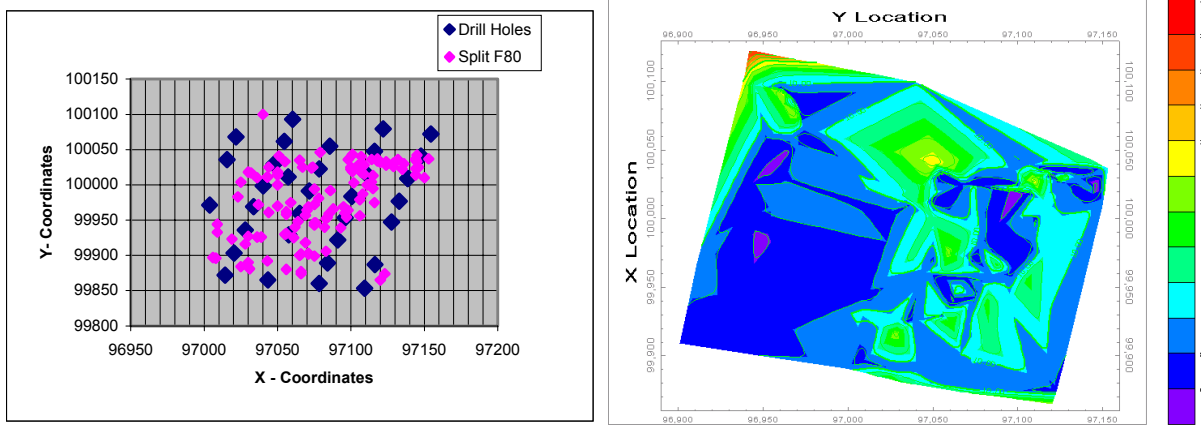 Drill Holes
Split F80
Y- Coordinates
100150
100100
100050
100000
99950
99900
99850
99800
96950 97000 97050 97100 97150 97200
X - Coordinates
Y Location
96,900 96,950 97,000 97,050 97,100 97,150
X Location
100,100 100,100
100,050 100,050
100,000 100,000
99,950 99,950
99,900 99,900
96,900 96,950 97,000 97,050 97,100 97,150